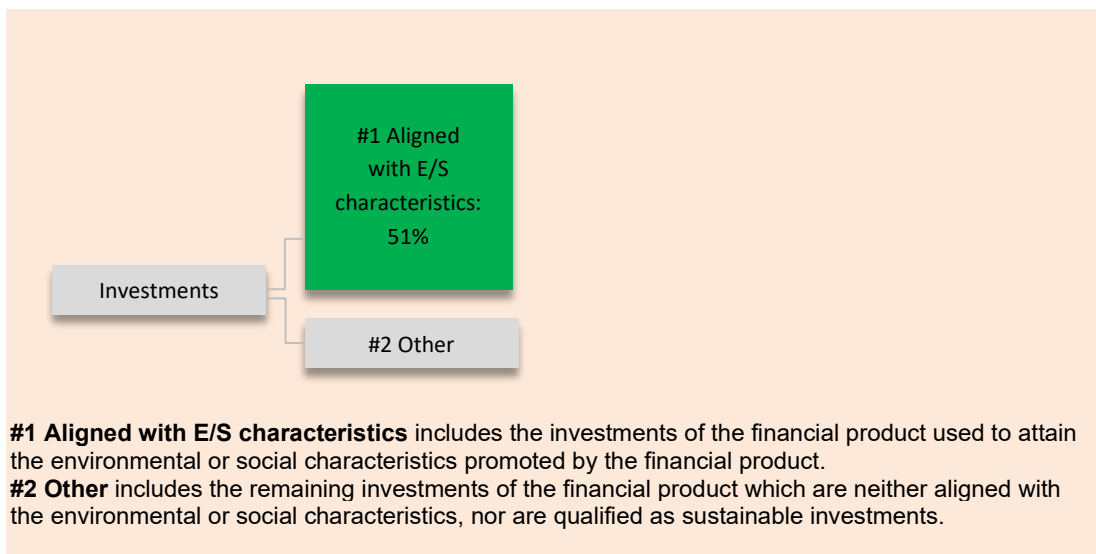 #1 Aligned
with E/S
characteristics:
51%
Investments
#2 Other
#1 Aligned with E/S characteristics includes the investments of the financial product used to attain
the environmental or social characteristics promoted by the financial product.
#2 Other includes the remaining investments of the financial product which are neither aligned with
the environmental or social characteristics, nor are qualified as sustainable investments.